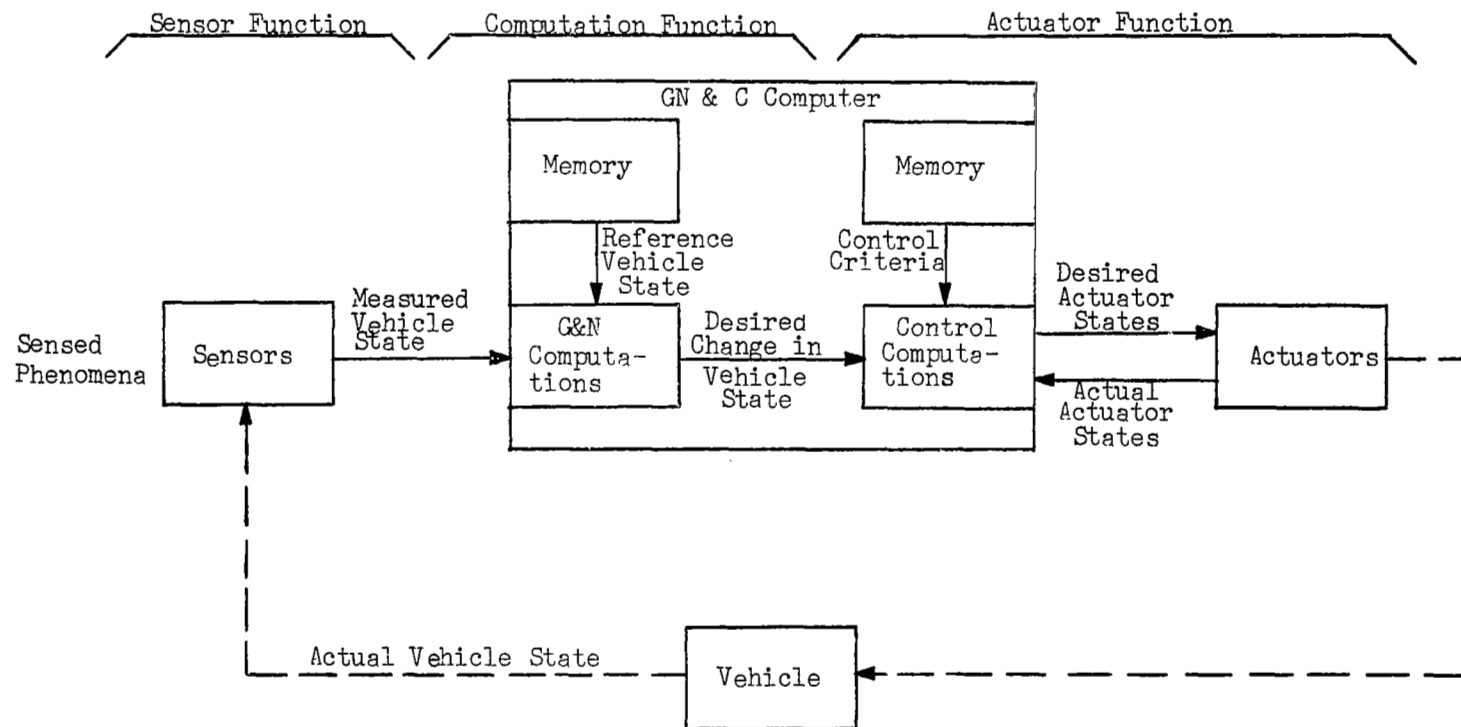 Sensor Function
Computation Function
Actuator Function
GN & C Computer
Memory
Memory
Reference
Vehicle
State
Control
Criteria
Sensed
Phenomena
Sensors
Measured
Vehicle
State
G&N
Computa-
tions
Desired
Change in
Vehicle
State
Control
Computa-
tions
Desired
Actuator
States
Actual
Actuator
States
Actuators
Actual Vehicle State
Vehicle